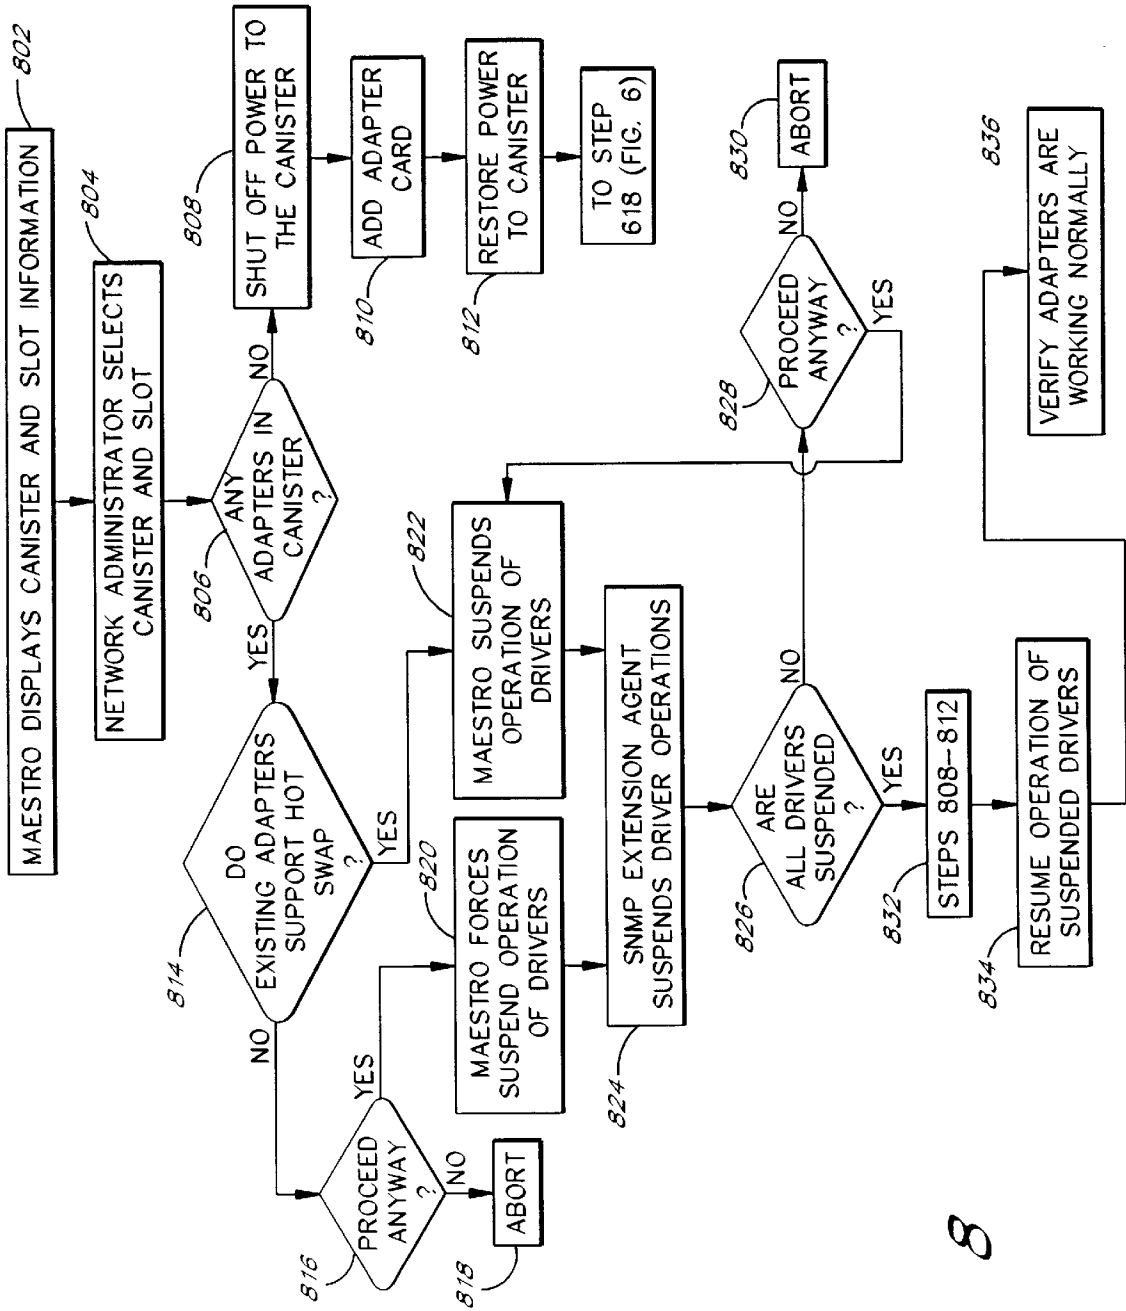 802
MAESTRO DISPLAYS CANISTER AND SLOT INFORMATION
804
NETWORK ADMINISTRATOR SELECTS
CANISTER AND SLOT
806
ANY
ADAPTERS IN
CANISTER
?
NO
YES
808
SHUT OFF POWER TO
THE CANISTER
810
ADD ADAPTER
CARD
812
RESTORE POWER
TO CANISTER
TO STEP
618 (FIG. 6)
814
DO
EXISTING ADAPTERS
SUPPORT HOT
SWAP
?
NO
YES
816
PROCEED
ANYWAY
?
YES
NO
818
ABORT
820
MAESTRO FORCES
SUSPEND OPERATION
OF DRIVERS
822
MAESTRO SUSPENDS
OPERATION OF
DRIVERS
824
SNMP EXTENSION AGENT
SUSPENDS DRIVER OPERATIONS
826
ARE
ALL DRIVERS
SUSPENDED
?
NO
YES
828
PROCEED
ANYWAY
?
NO
YES
830
ABORT
832
STEPS 808–812
834
RESUME OPERATION OF
SUSPENDED DRIVERS
836
VERIFY ADAPTERS ARE
WORKING NORMALLY
8